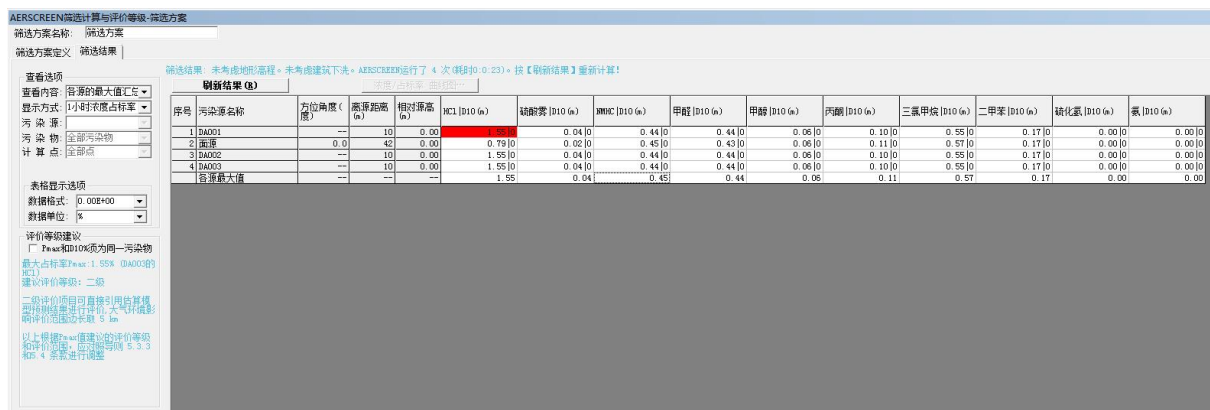 AERSCREEN筛选计算与评价等级-筛选方案
筛选方案名称: 筛选方案
筛选方案定义 筛选结果
筛选结果: 未考虑地形高程。未考虑建筑下洗。AERSCREEN运行了 4 次(耗时0:0:23)。按【刷新结果】重新计算!
查看选项
查看内容: 各源的最大值汇总
显示方式: 1小时浓度占标率
污 染 源:
污 染 物: 全部污染物
计 算 点: 全部点
表格显示选项
数据格式: 0.00E+00
数据单位: %
评价等级建议
Pmax和D10%须为同一污染物
最大占标率Pmax:1.55% (DA003的
HCl)
建议评价等级: 二级
二级评价项目可直接引用估算模
型预测结果进行评价,大气环境影
响评价范围边长取 5 km
以上根据Pmax值建议的评价等级
和评价范围,应对照导则 5.3.3
和5.4 条款进行调整
刷新结果(R) 浓度/占标率 曲线图…
序号 污染源名称 方位角度(度) 离源距离(m) 相对源高(m) HCl|D10(m) 硫酸雾|D10(m) NMHC|D10(m) 甲醛|D10(m) 甲醇|D10(m) 丙酮|D10(m) 三氯甲烷|D10(m) 二甲苯|D10(m) 硫化氢|D10(m) 氨|D10(m)
1 DA001 -- 10 0.00 1.55|0 0.04|0 0.44|0 0.44|0 0.06|0 0.10|0 0.55|0 0.17|0 0.00|0 0.00|0
2 面源 0.0 42 0.00 0.79|0 0.02|0 0.45|0 0.43|0 0.06|0 0.11|0 0.57|0 0.17|0 0.00|0 0.00|0
3 DA002 -- 10 0.00 1.55|0 0.04|0 0.44|0 0.44|0 0.06|0 0.10|0 0.55|0 0.17|0 0.00|0 0.00|0
4 DA003 -- 10 0.00 1.55|0 0.04|0 0.44|0 0.44|0 0.06|0 0.10|0 0.55|0 0.17|0 0.00|0 0.00|0
各源最大值 -- -- -- 1.55 0.04 0.45 0.44 0.06 0.11 0.57 0.17 0.00 0.00